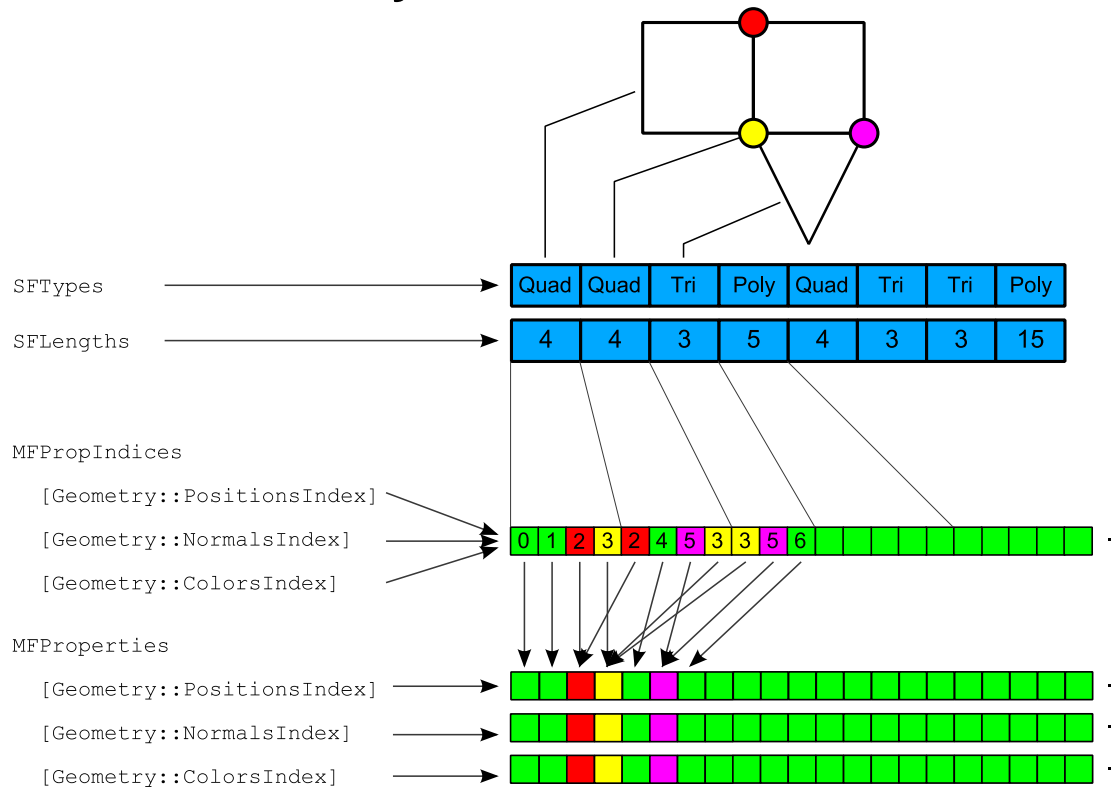 SFTypes Quad Quad Tri Poly Quad Tri Tri Poly
SFLengths 4 4 3 5 4 3 3 15
MFPropIndices
[Geometry::PositionsIndex]
[Geometry::NormalsIndex] 0 1 2 3 2 4 5 3 3 5 6
[Geometry::ColorsIndex]
MFProperties
[Geometry::PositionsIndex]
[Geometry::NormalsIndex]
[Geometry::ColorsIndex]